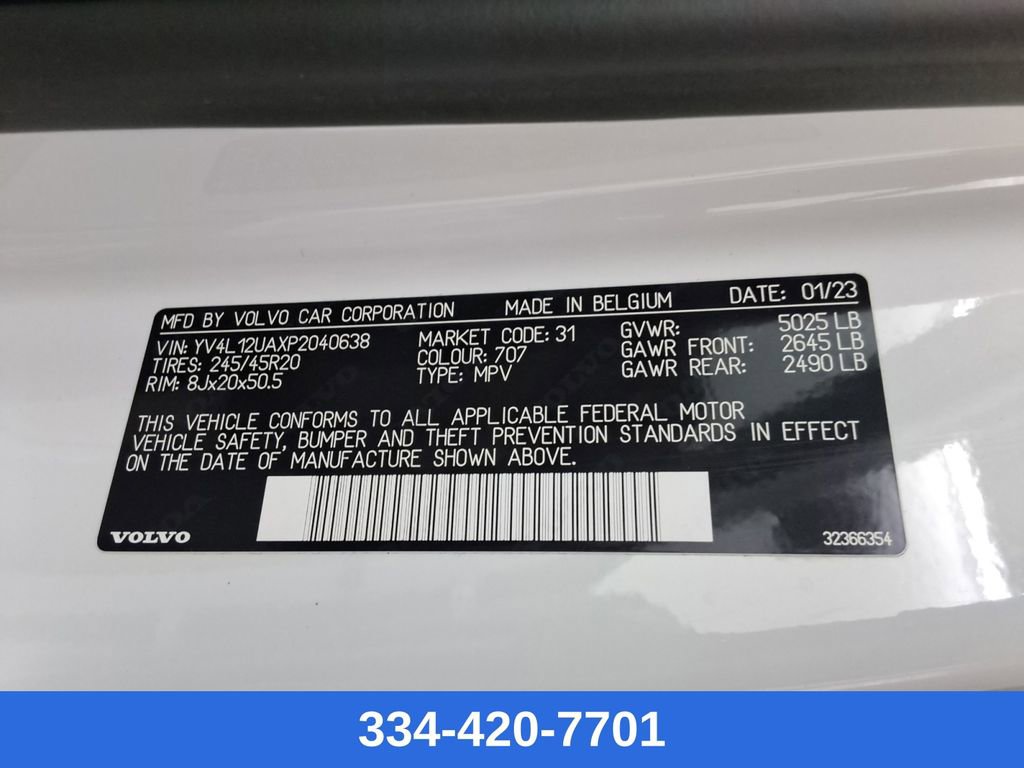 MFD BY VOLVO CAR CORPORATION MADE IN BELGIUM DATE: 01/23
VIN: YV4L12UAXP2040638 MARKET CODE: 31 GVWR: 5025 LB
TIRES: 245/45R20 COLOUR: 707 GAWR FRONT: 2645 LB
RIM: 8Jx20x50.5 TYPE: MPV GAWR REAR: 2490 LB
THIS VEHICLE CONFORMS TO ALL APPLICABLE FEDERAL MOTOR
VEHICLE SAFETY, BUMPER AND THEFT PREVENTION STANDARDS IN EFFECT
ON THE DATE OF MANUFACTURE SHOWN ABOVE.
VOLVO 32366354
334-420-7701